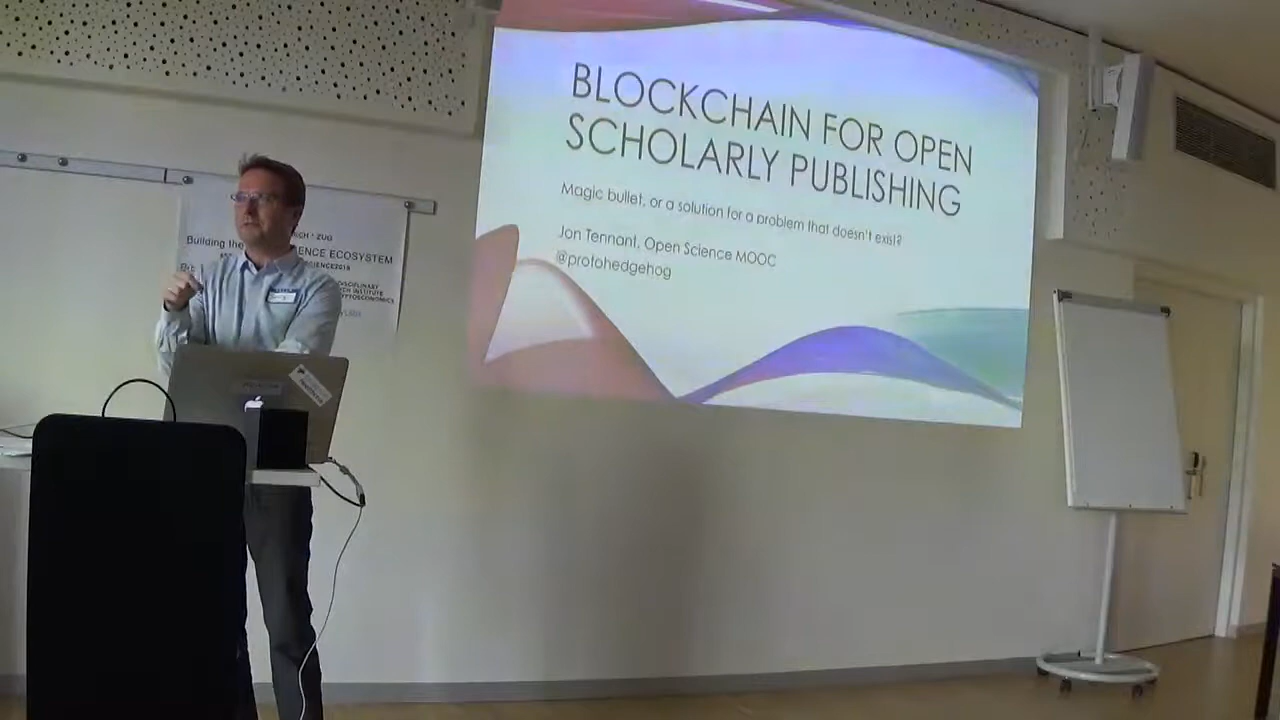 BLOCKCHAIN FOR OPEN
SCHOLARLY PUBLISHING
Magic bullet, or a solution for a problem that doesn't exist?
Jon Tennant, Open Science MOOC
@protohedgehog
ZUG
Building the
ECOSYSTEM